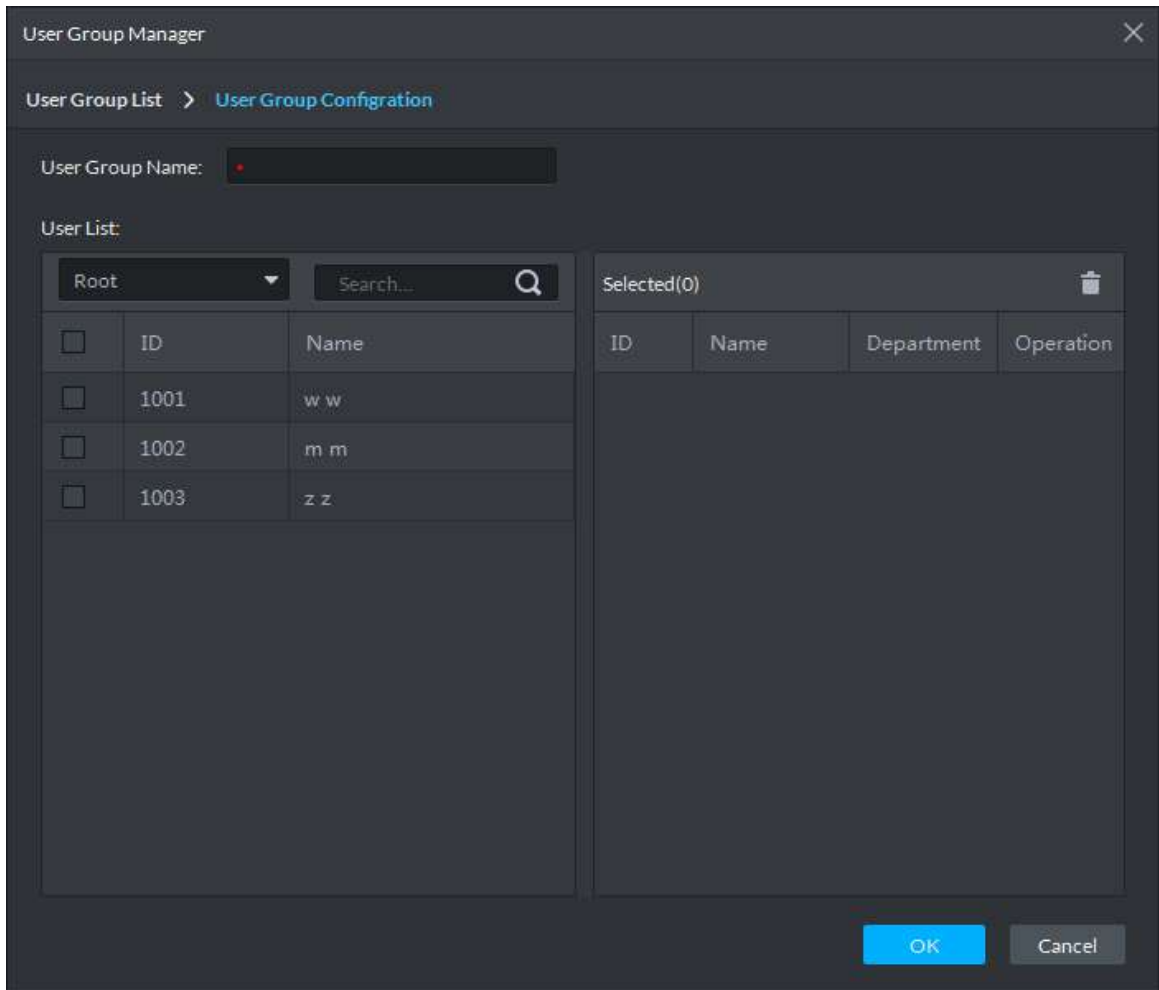 User Group Manager
User Group List > User Group Configration
User Group Name:
User List:
Root Search... Selected(0)
ID Name ID Name Department Operation
1001 w w
1002 m m
1003 z z
OK Cancel